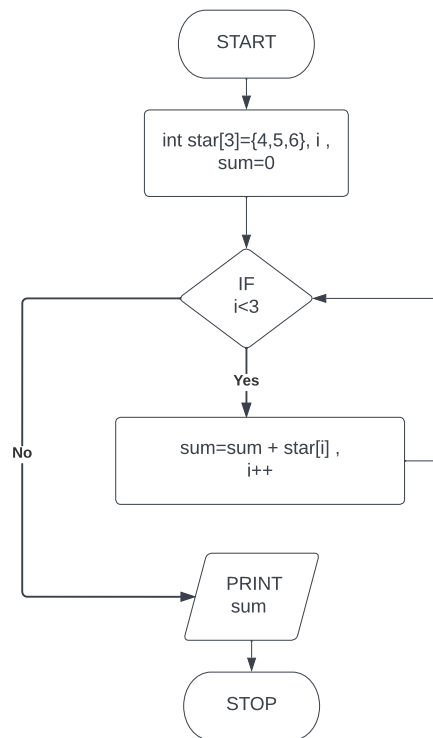 START
int star[3]={4,5,6}, i ,
sum=0
IF
i<3
Yes
sum=sum + star[i] ,
i++
No
PRINT
sum
STOP